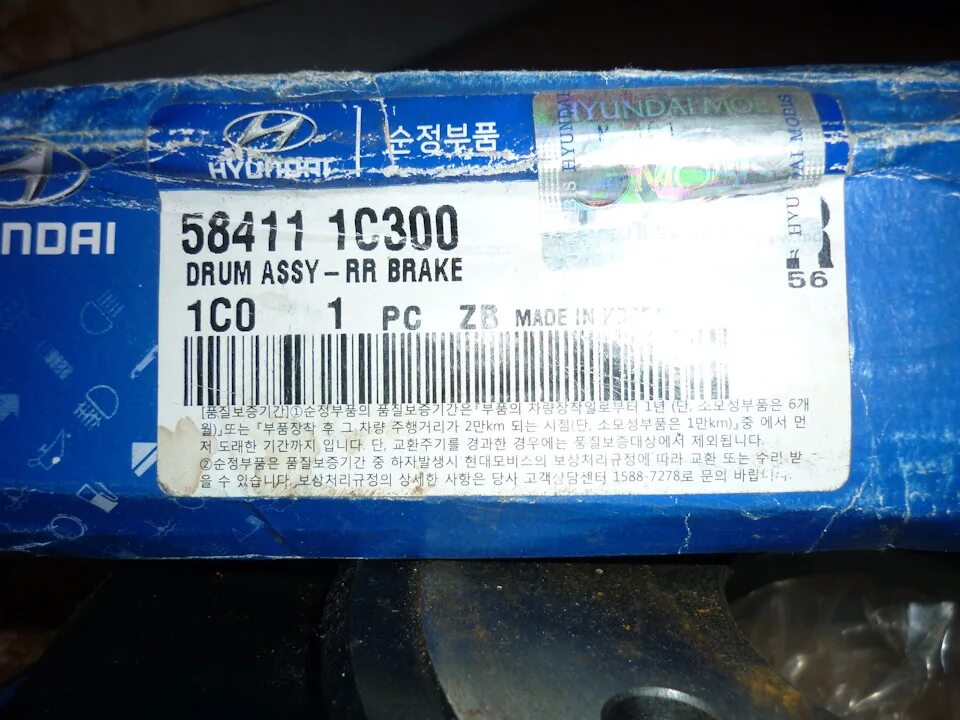 HYUNDAI
순정부품
HYUNDAI MOBIS
HYUNDAI
HYUNDAI MOBIS
MOBIS
NDAI
58411 1C300
DRUM ASSY-RR BRAKE
R
56
1C0 1 PC ZB MADE IN KOREA
[품질보증기간]①순정부품의 품질보증기간은『부품의 차량장착일로부터 1년 (단, 소모성부품은 6개
월)』또는『부품장착 후 그 차량 주행거리가 2만km 되는 시점(단, 소모성부품은 1만km)』중 에서 먼
저 도래한 기간까지 입니다. 단, 교환주기를 경과한 경우에는 품질보증대상에서 제외됩니다.
②순정부품은 품질보증기간 중 하자발생시 현대모비스의 보상처리규정에 따라 교환 또는 수리 받
을 수 있습니다. 보상처리규정의 상세한 사항은 당사 고객상담센터 1588-7278로 문의 바랍니다.